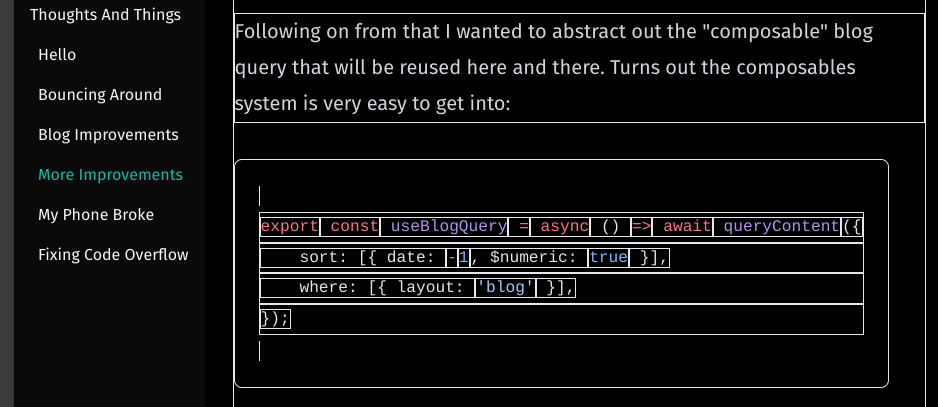 Thoughts And Things
Hello
Bouncing Around
Blog Improvements
More Improvements
My Phone Broke
Fixing Code Overflow
Following on from that I wanted to abstract out the "composable" blog
query that will be reused here and there. Turns out the composables
system is very easy to get into:
export const useBlogQuery = async () => await queryContent({
    sort: [{ date: -1, $numeric: true }],
    where: [{ layout: 'blog' }],
});